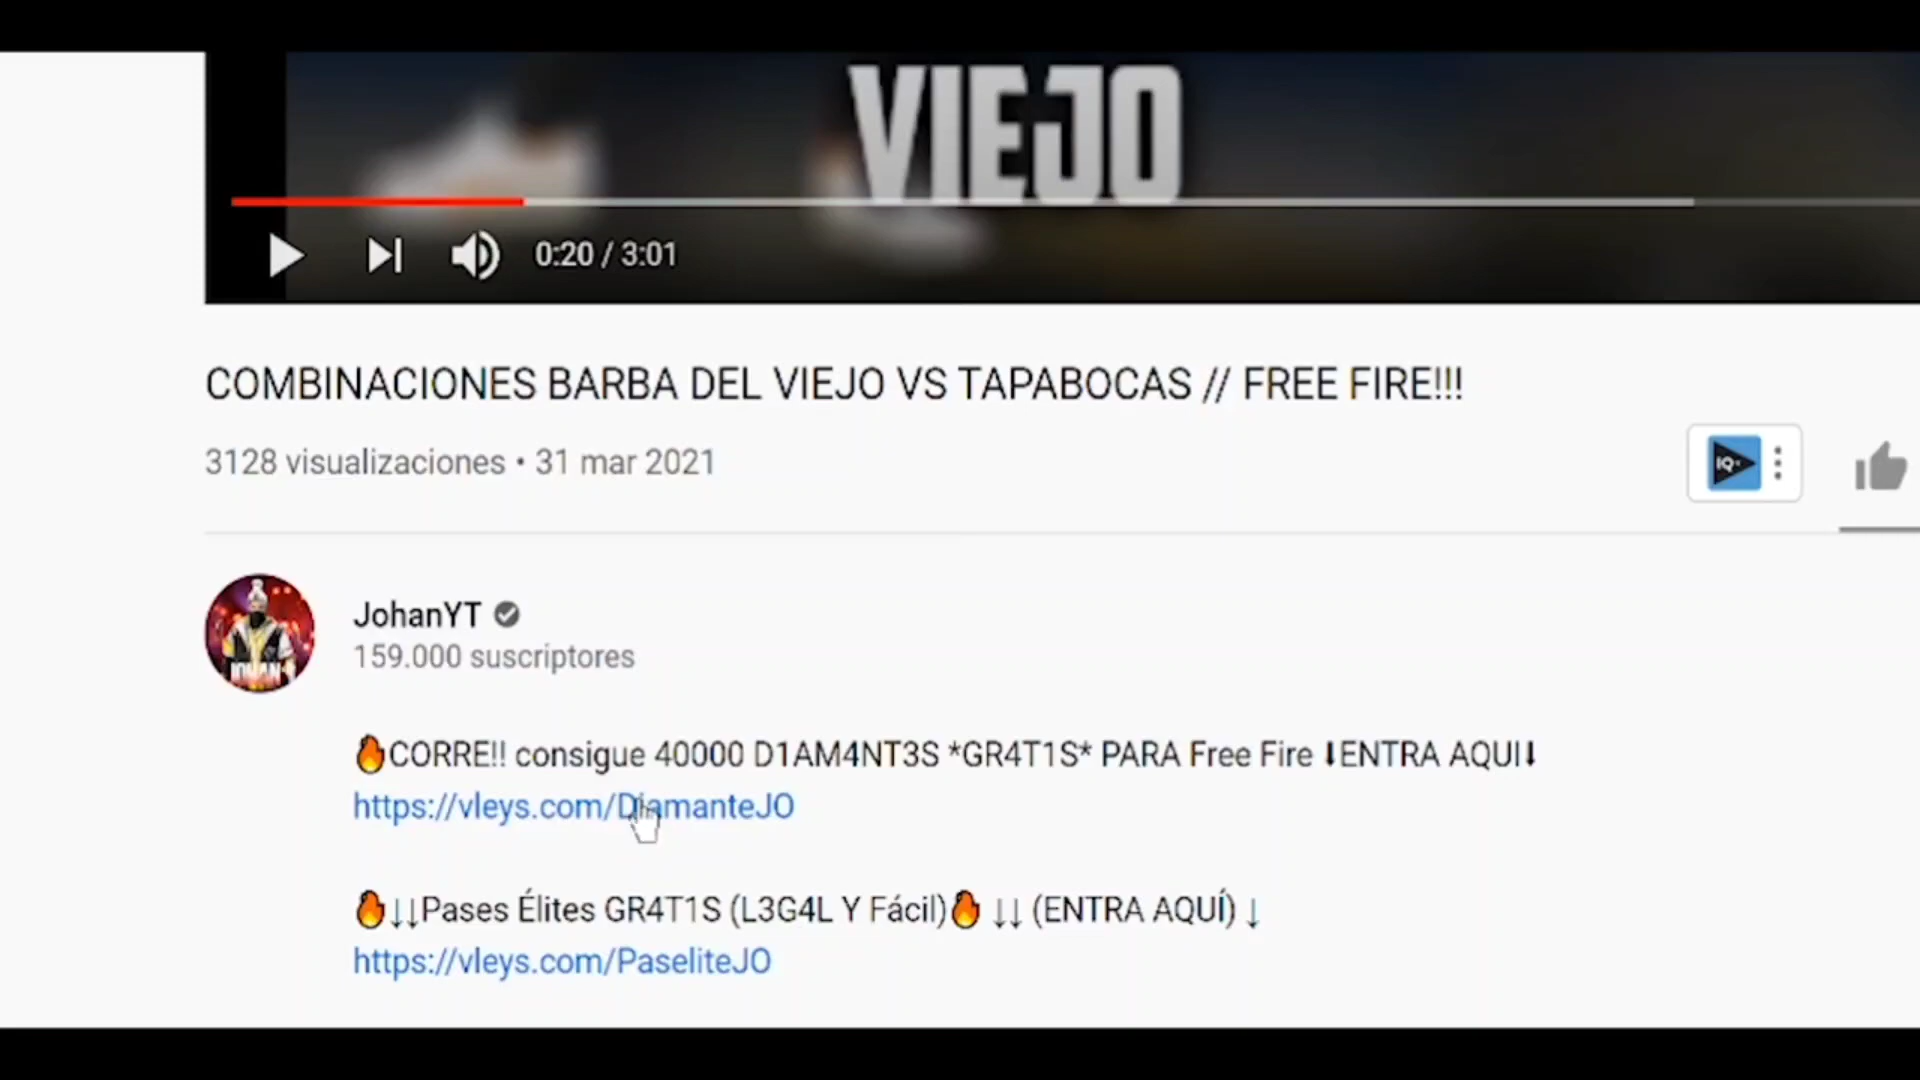 VIEJO
0:20 / 3:01
COMBINACIONES BARBA DEL VIEJO VS TAPABOCAS // FREE FIRE!!!
3128 visualizaciones • 31 mar 2021
IQ
JohanYT
159.000 suscriptores
JOHAN
🔥CORRE!! consigue 40000 D1AM4NT3S *GR4T1S* PARA Free Fire ⬇ENTRA AQUI⬇
https://vleys.com/DiamanteJO
🔥↓↓Pases Élites GR4T1S (L3G4L Y Fácil)🔥 ↓↓ (ENTRA AQUÍ) ↓
https://vleys.com/PaseliteJO